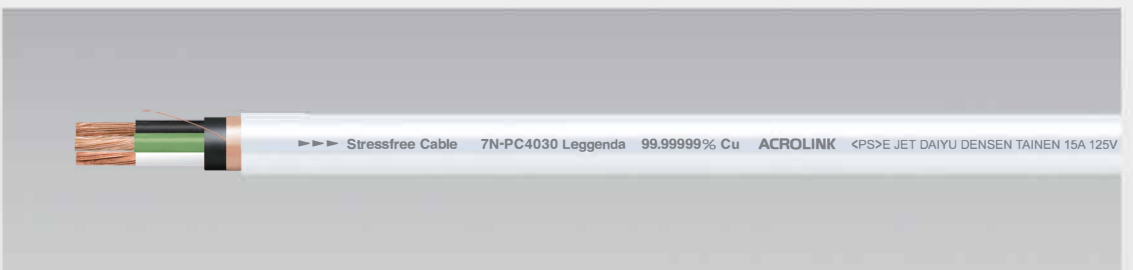 ►►► Stressfree Cable 7N-PC4030 Leggenda 99.99999% Cu ACROLINK <PS>E JET DAIYU DENSEN TAINEN 15A 125V